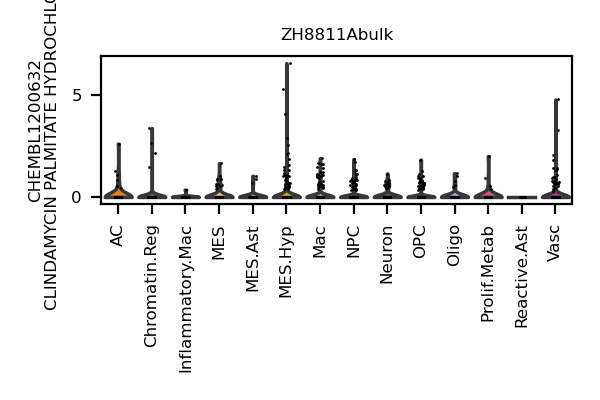 ZH8811Abulk
CHEMBL1200632
CLINDAMYCIN PALMITATE
5
0
AC
Chromatin.Reg
Inflammatory.Mac
MES
MES.Ast
MES.Hyp
Mac
NPC
Neuron
OPC
Oligo
Prolif.Metab
Reactive.Ast
Vasc